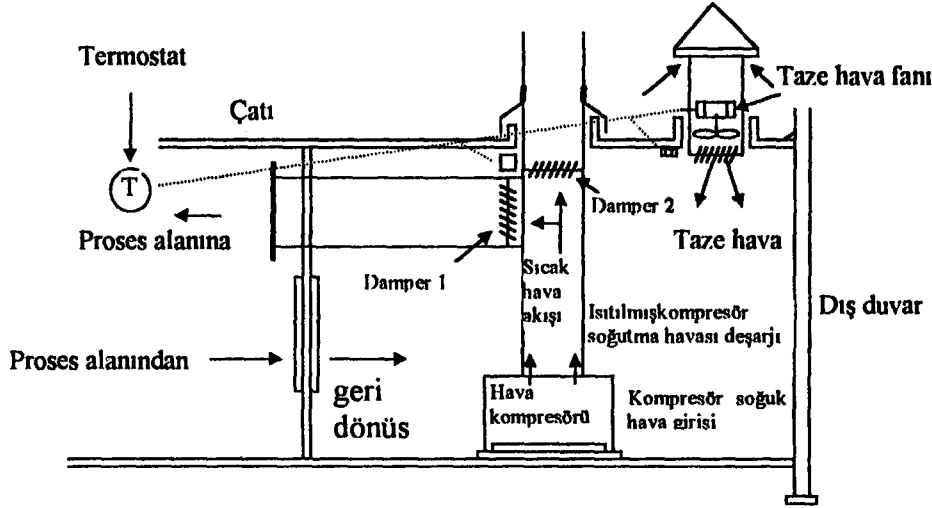 Termostat
Çatı
Taze hava fanı
T
Proses alanına
Damper 1
Damper 2
Taze hava
Sıcak
hava
akışı
Isıtılmışkompresör
soğutma havası deşarjı
Dış duvar
Proses alanından
geri
dönüs
Hava
kompresörü
Kompresör soğuk
hava girisi